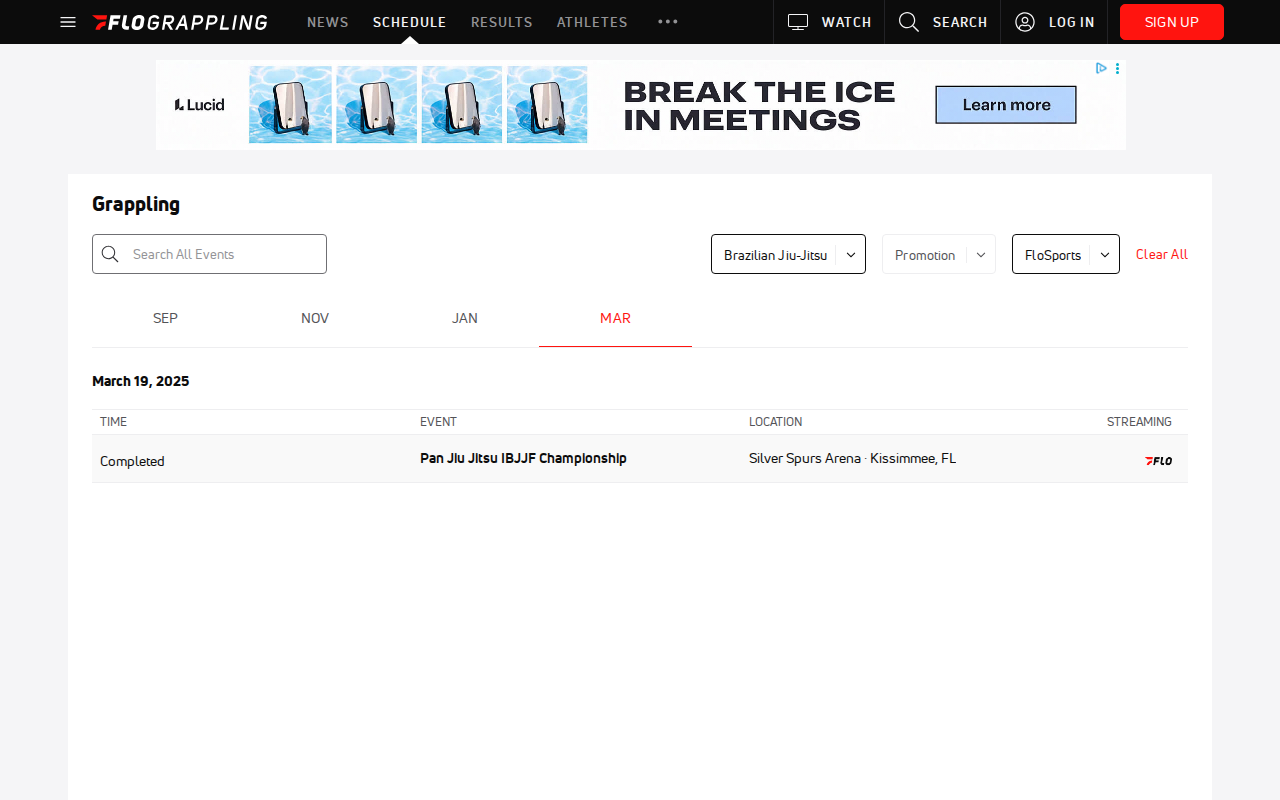 FLOGRAPPLING
NEWS
SCHEDULE
RESULTS
ATHLETES
WATCH
SEARCH
LOG IN
SIGN UP
Lucid
BREAK THE ICE
IN MEETINGS
Learn more
Grappling
Search All Events
Brazilian Jiu-Jitsu
Promotion
FloSports
Clear All
SEP
NOV
JAN
MAR
March 19, 2025
TIME
EVENT
LOCATION
STREAMING
Completed
Pan Jiu Jitsu IBJJF Championship
Silver Spurs Arena · Kissimmee, FL
FLO